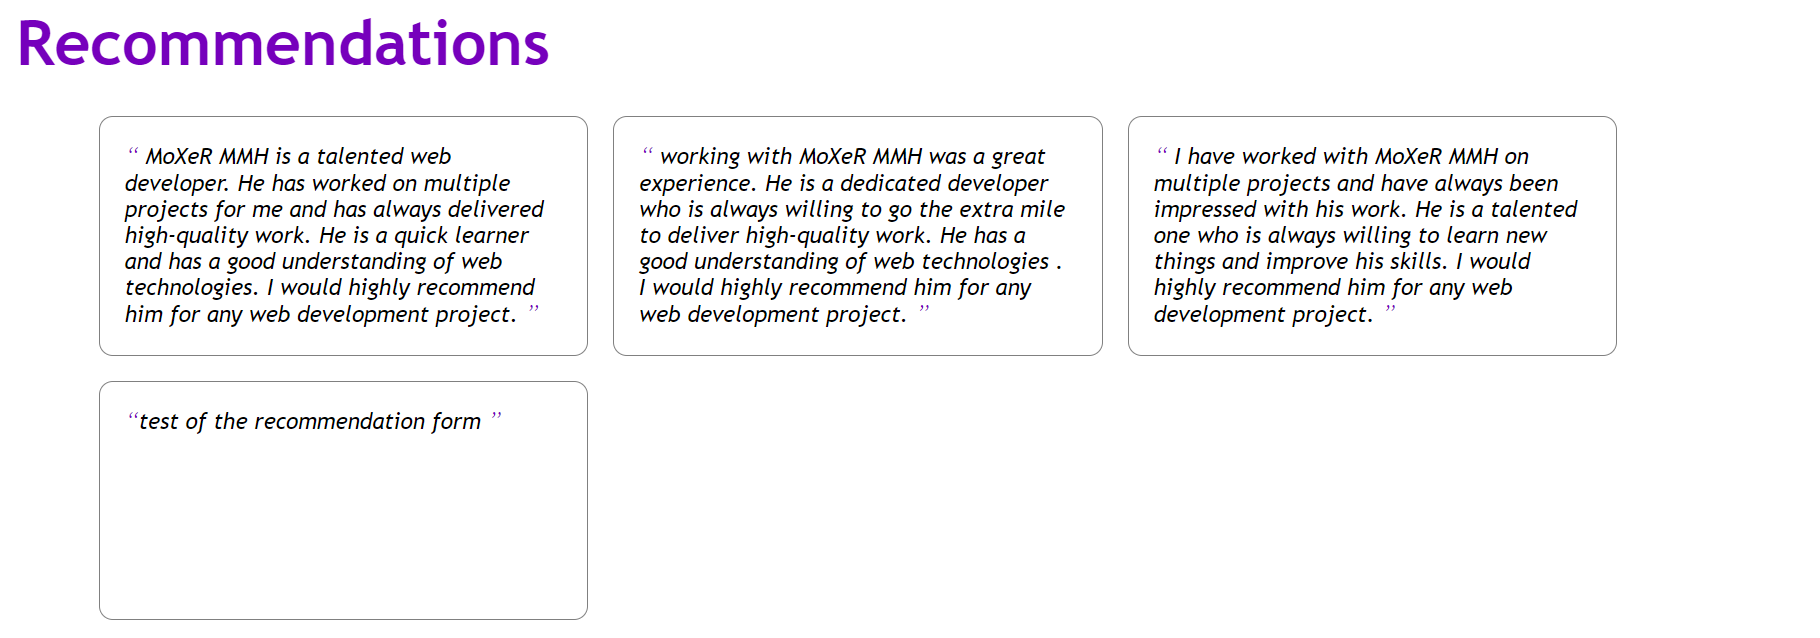 Recommendations
“ MoXeR MMH is a talented web
developer. He has worked on multiple
projects for me and has always delivered
high-quality work. He is a quick learner
and has a good understanding of web
technologies. I would highly recommend
him for any web development project. ”
“ working with MoXeR MMH was a great
experience. He is a dedicated developer
who is always willing to go the extra mile
to deliver high-quality work. He has a
good understanding of web technologies .
I would highly recommend him for any
web development project. ”
“ I have worked with MoXeR MMH on
multiple projects and have always been
impressed with his work. He is a talented
one who is always willing to learn new
things and improve his skills. I would
highly recommend him for any web
development project. ”
“test of the recommendation form ”